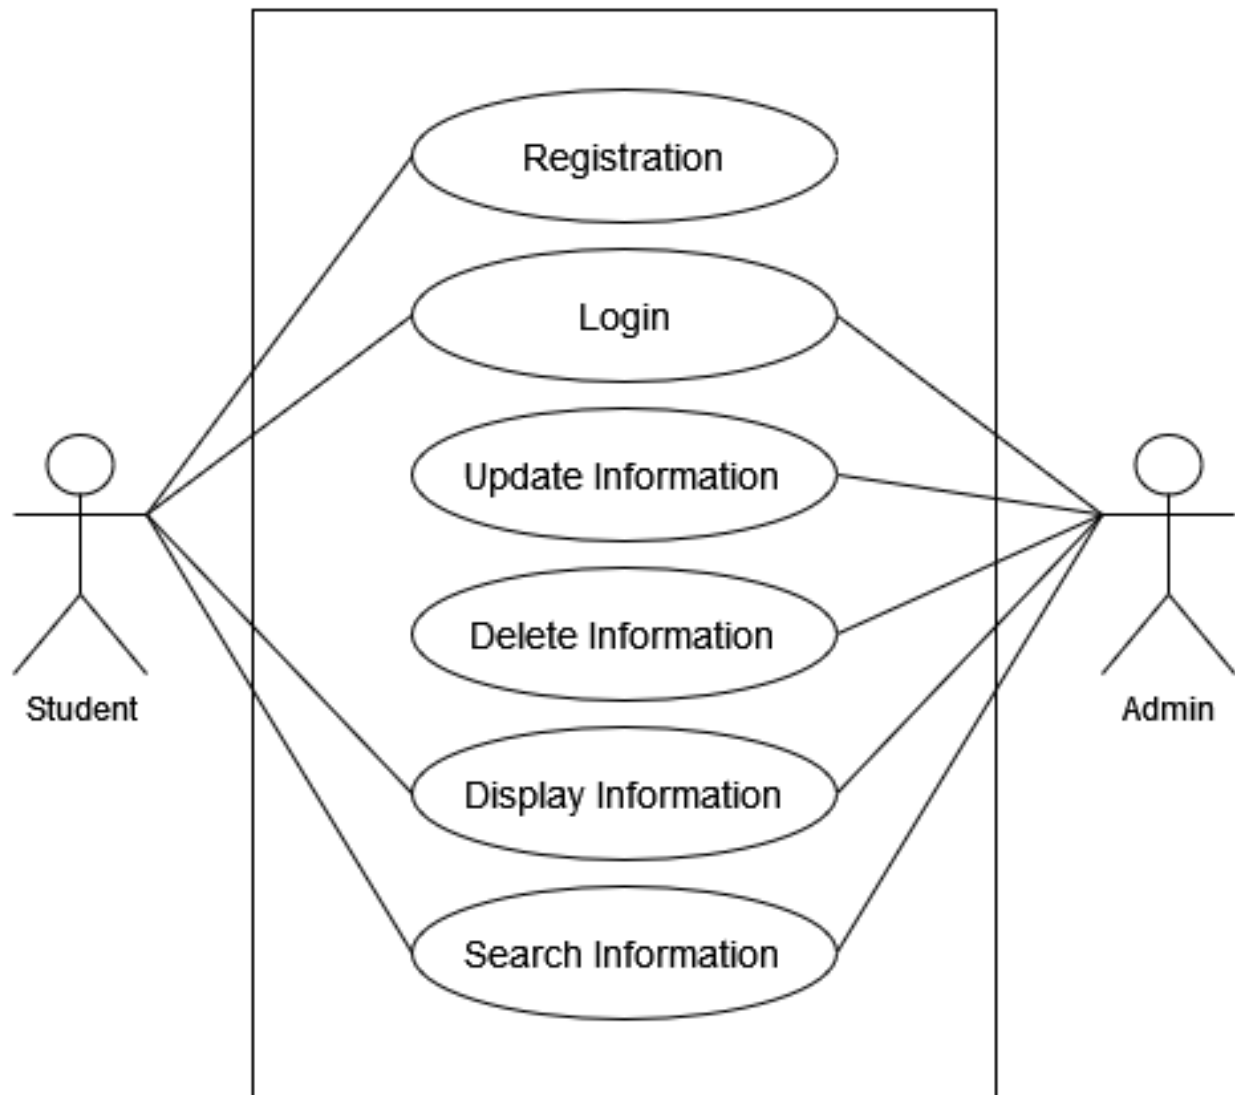 Registration
Login
Update Information
Delete Information
Student
Admin
Display Information
Search Information